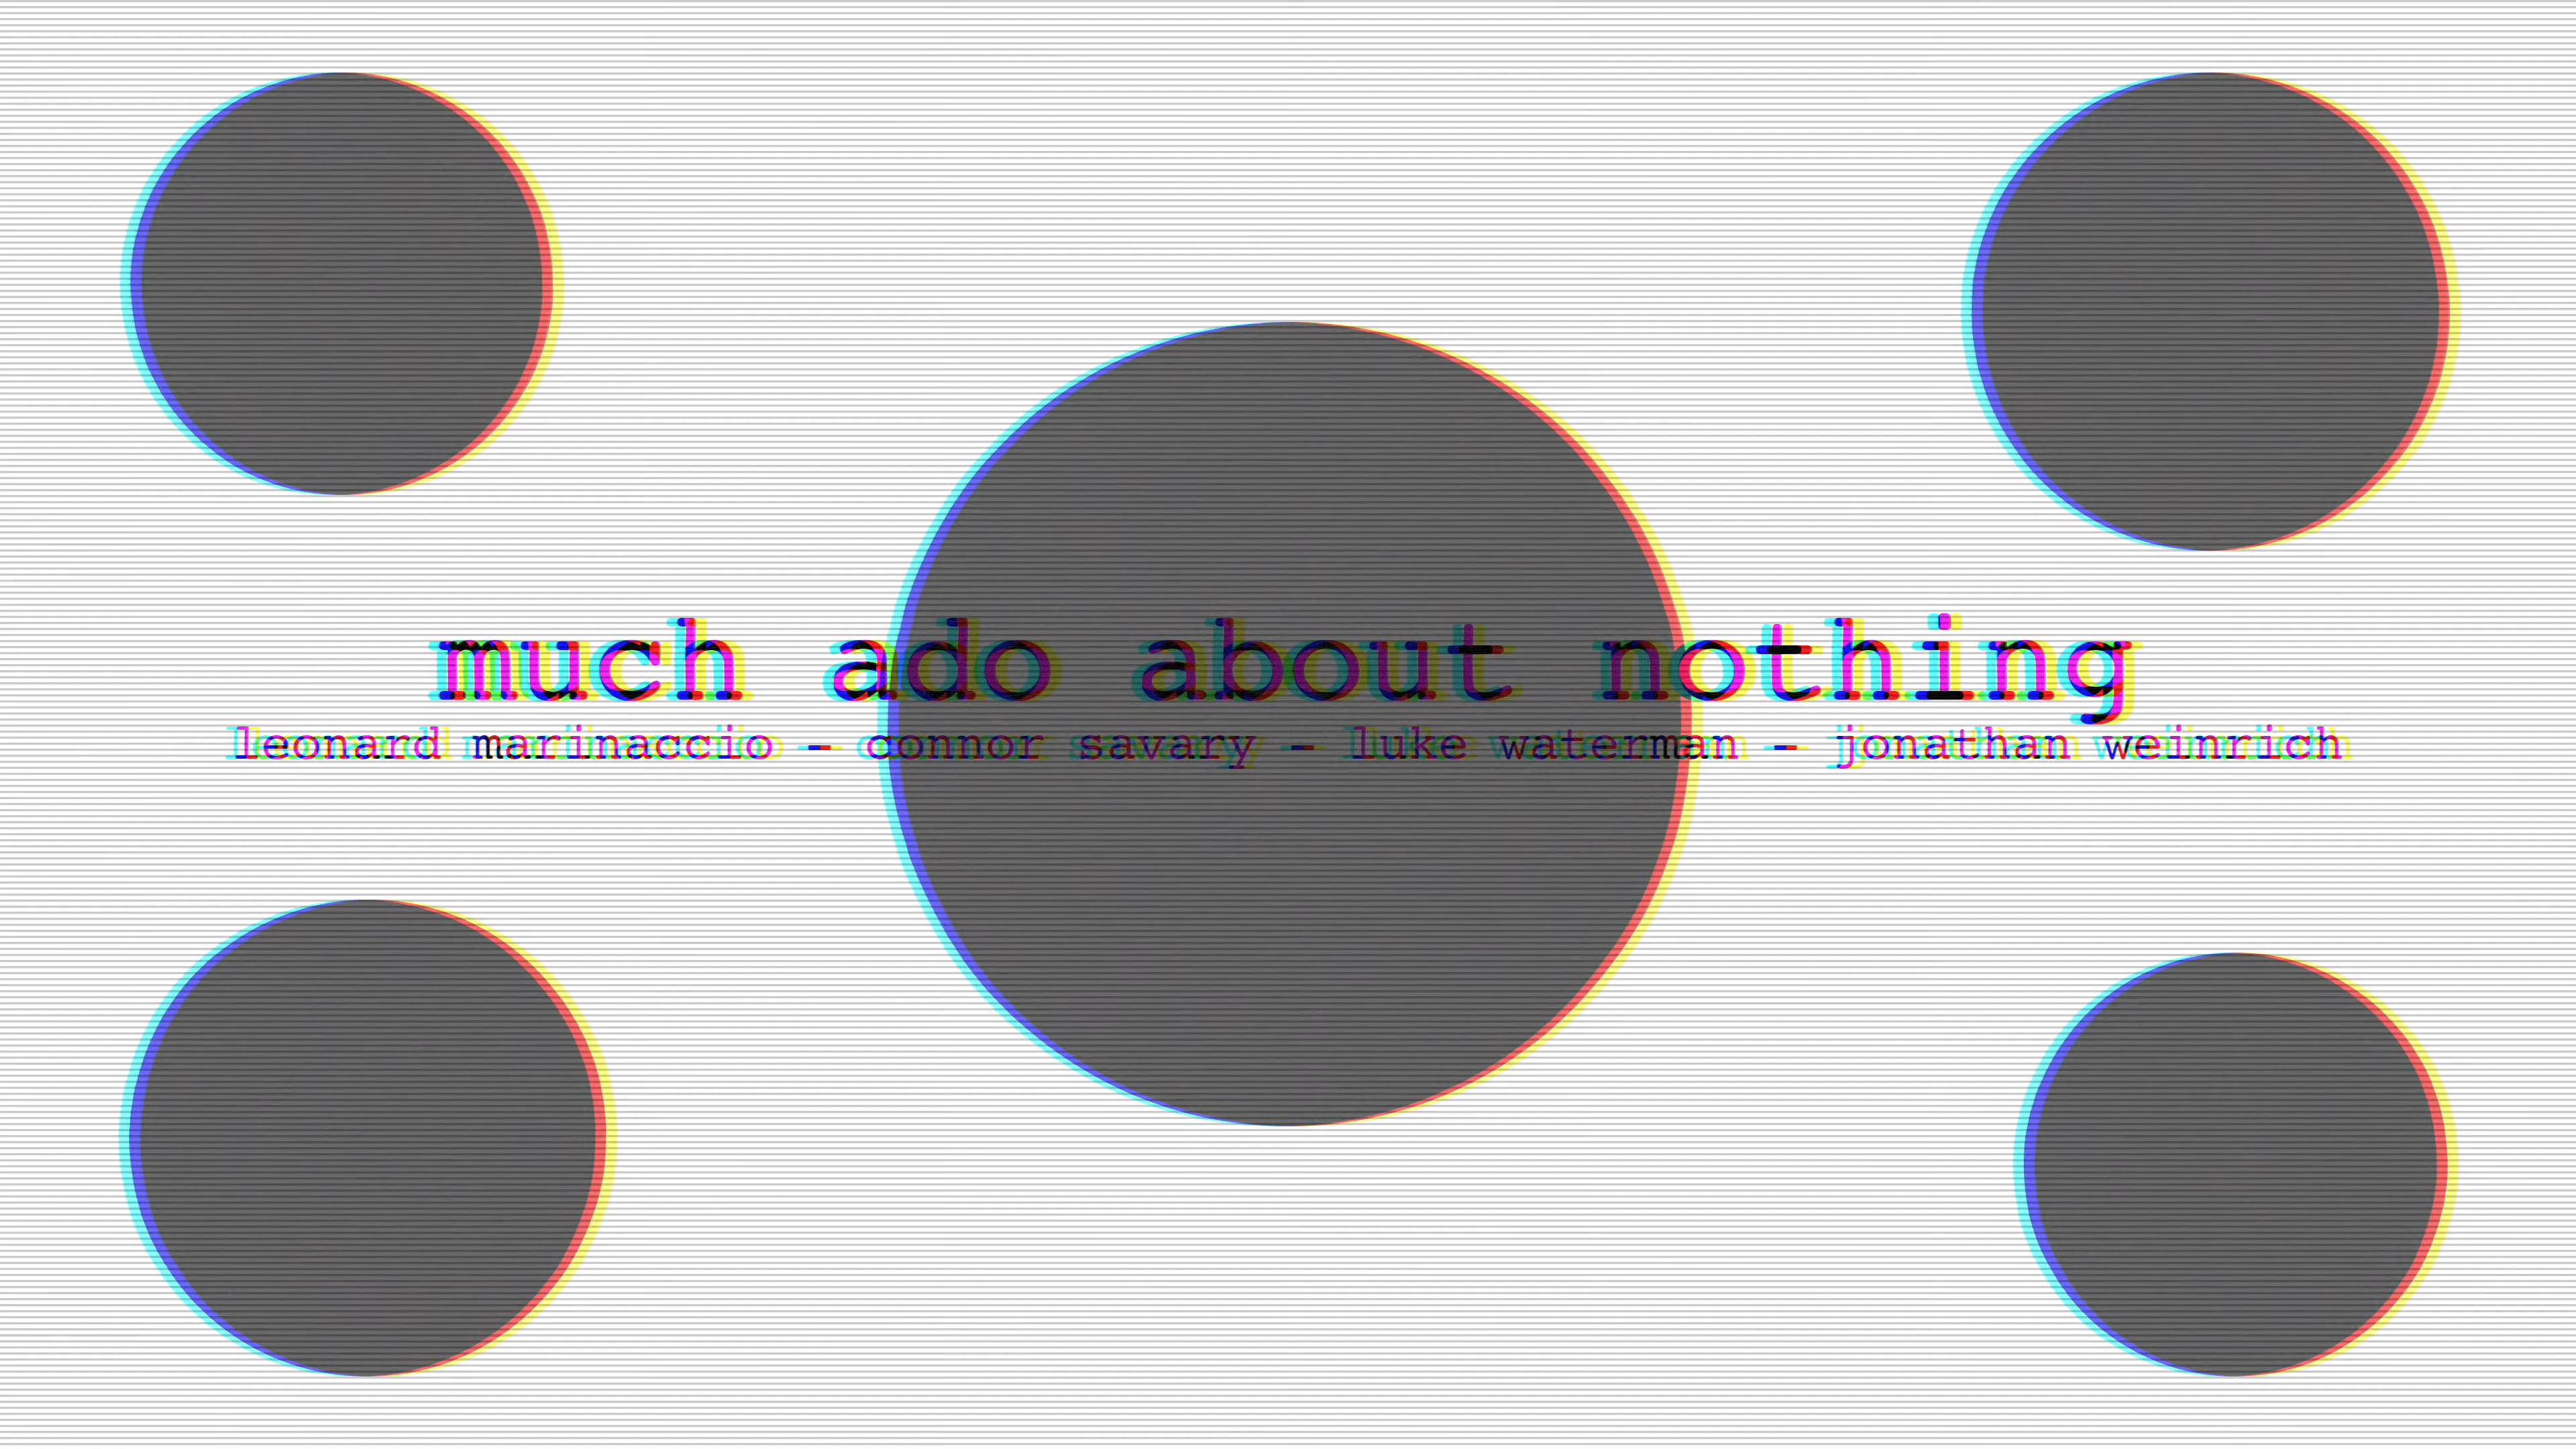 much ado about nothing
leonard marinaccio - connor savary - luke waterman - jonathan weinrich